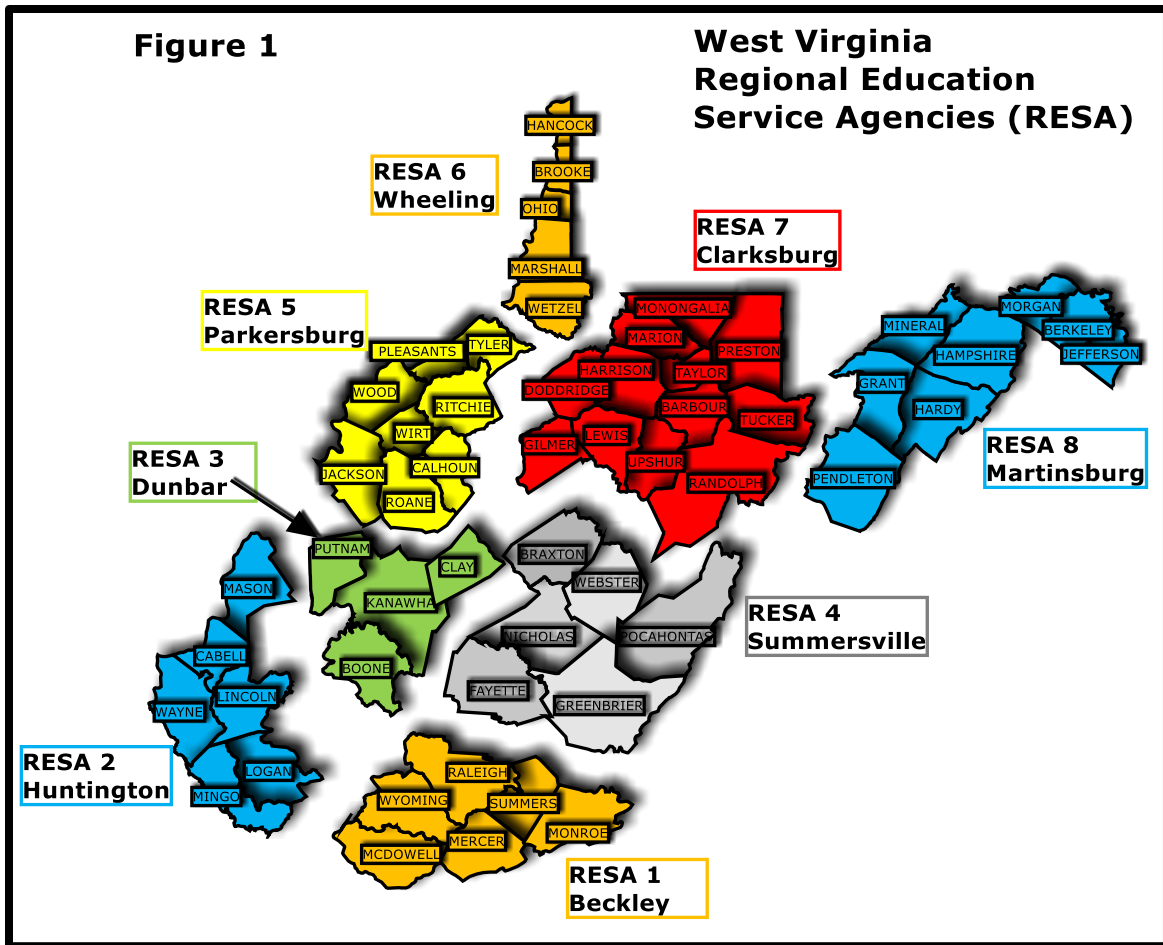 Figure 1
West Virginia
Regional Education
Service Agencies (RESA)
HANCOCK
BROOKE
OHIO
MARSHALL
WETZEL
RESA 6
Wheeling
RESA 7
Clarksburg
MONONGALIA
MARION
PRESTON
HARRISON
TAYLOR
DODDRIDGE
BARBOUR
TUCKER
GILMER
LEWIS
UPSHUR
RANDOLPH
MORGAN
MINERAL
BERKELEY
HAMPSHIRE
JEFFERSON
GRANT
HARDY
PENDLETON
RESA 8
Martinsburg
RESA 5
Parkersburg
TYLER
PLEASANTS
WOOD
RITCHIE
WIRT
JACKSON
CALHOUN
ROANE
RESA 3
Dunbar
PUTNAM
CLAY
KANAWHA
BOONE
BRAXTON
WEBSTER
NICHOLAS
POCAHONTAS
FAYETTE
GREENBRIER
RESA 4
Summersville
MASON
CABELL
LINCOLN
WAYNE
LOGAN
MINGO
RESA 2
Huntington
RALEIGH
WYOMING
SUMMERS
MONROE
MERCER
MCDOWELL
RESA 1
Beckley